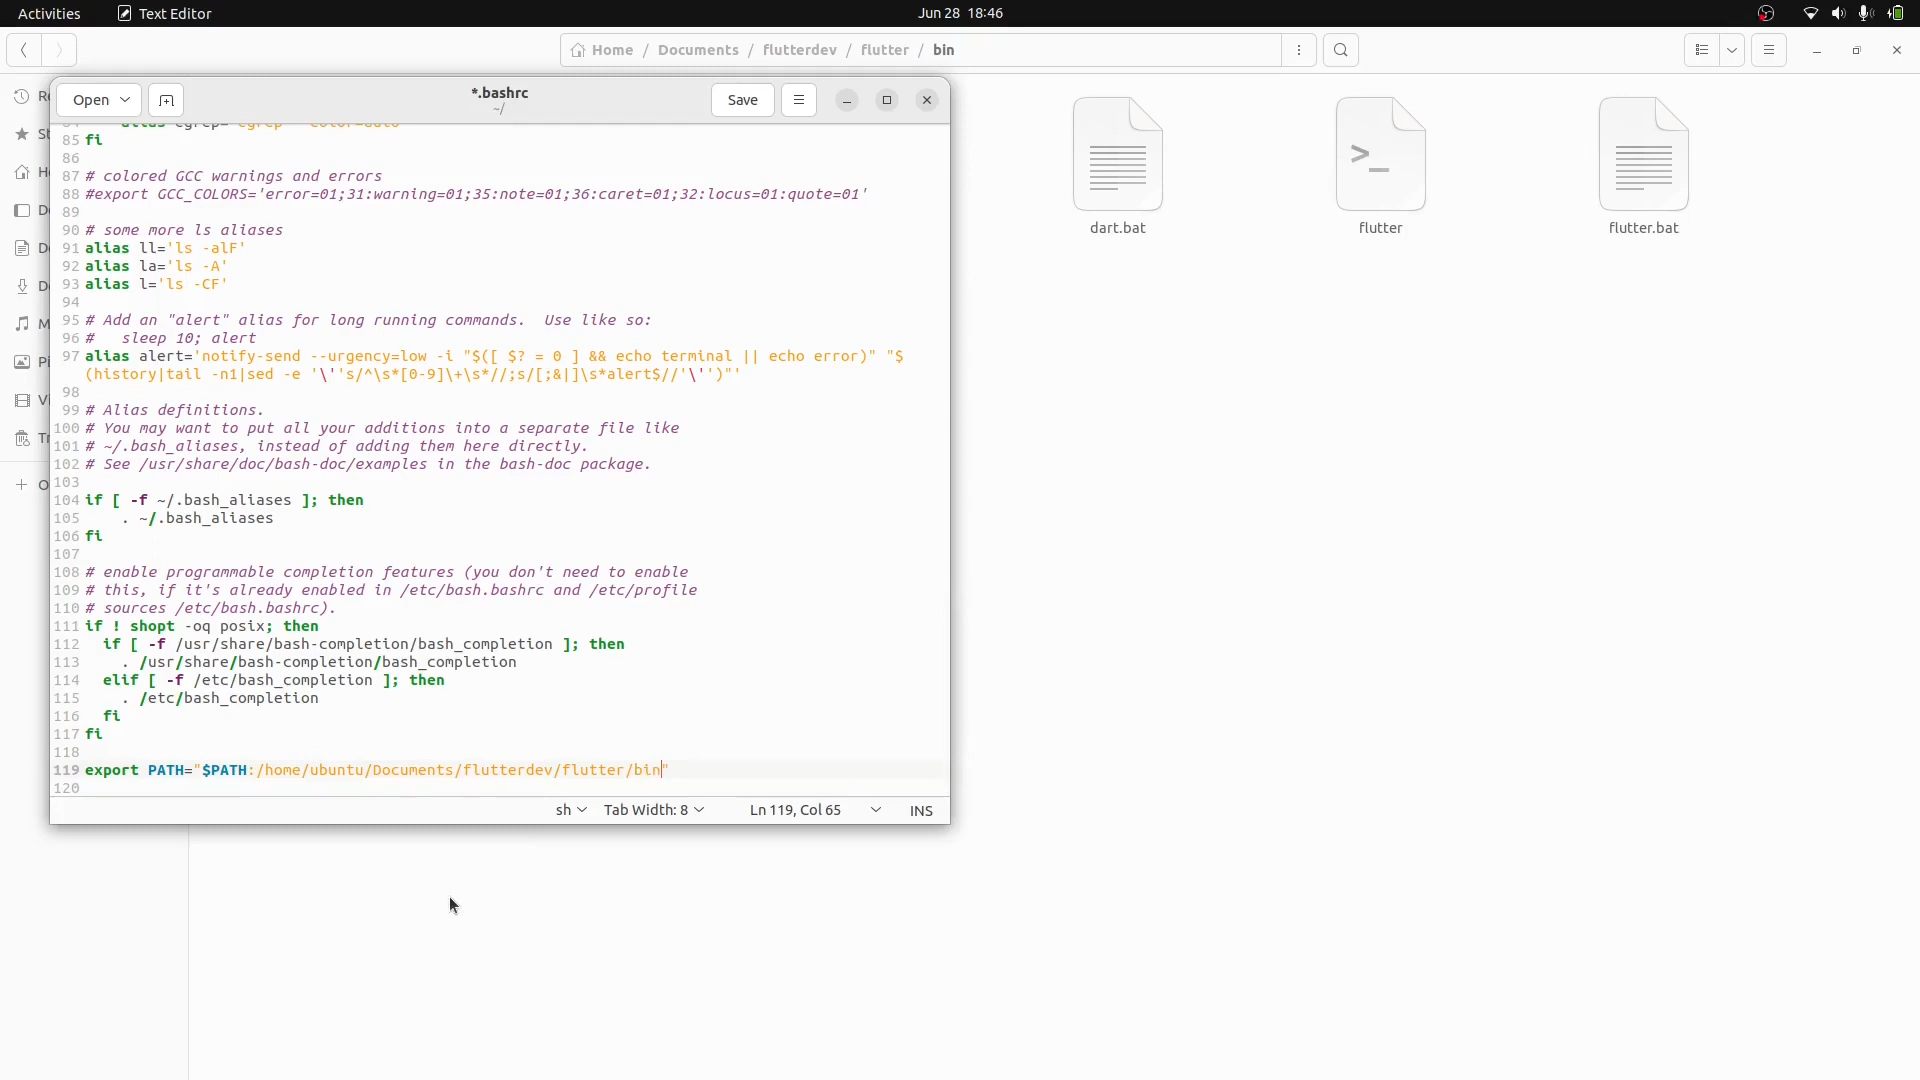 Activities Text Editor Jun 28 18:46
Home / Documents / flutterdev / flutter / bin
Open *.bashrc Save
~/
85 fi
86
87 # colored GCC warnings and errors
88 #export GCC_COLORS='error=01;31:warning=01;35:note=01;36:caret=01;32:locus=01:quote=01'
89
90 # some more ls aliases
91 alias ll='ls -alF'
92 alias la='ls -A'
93 alias l='ls -CF'
94
95 # Add an "alert" alias for long running commands.  Use like so:
96 #   sleep 10; alert
97 alias alert='notify-send --urgency=low -i "$([ $? = 0 ] && echo terminal || echo error)" "$
(history|tail -n1|sed -e '\''s/^\s*[0-9]\+\s*//;s/[;&|]\s*alert$//'\'')"'
98
99 # Alias definitions.
100 # You may want to put all your additions into a separate file like
101 # ~/.bash_aliases, instead of adding them here directly.
102 # See /usr/share/doc/bash-doc/examples in the bash-doc package.
103
104 if [ -f ~/.bash_aliases ]; then
105     . ~/.bash_aliases
106 fi
107
108 # enable programmable completion features (you don't need to enable
109 # this, if it's already enabled in /etc/bash.bashrc and /etc/profile
110 # sources /etc/bash.bashrc).
111 if ! shopt -oq posix; then
112   if [ -f /usr/share/bash-completion/bash_completion ]; then
113     . /usr/share/bash-completion/bash_completion
114   elif [ -f /etc/bash_completion ]; then
115     . /etc/bash_completion
116   fi
117 fi
118
119 export PATH="$PATH:/home/ubuntu/Documents/flutterdev/flutter/bin"
120
sh Tab Width: 8 Ln 119, Col 65 INS
dart.bat flutter flutter.bat